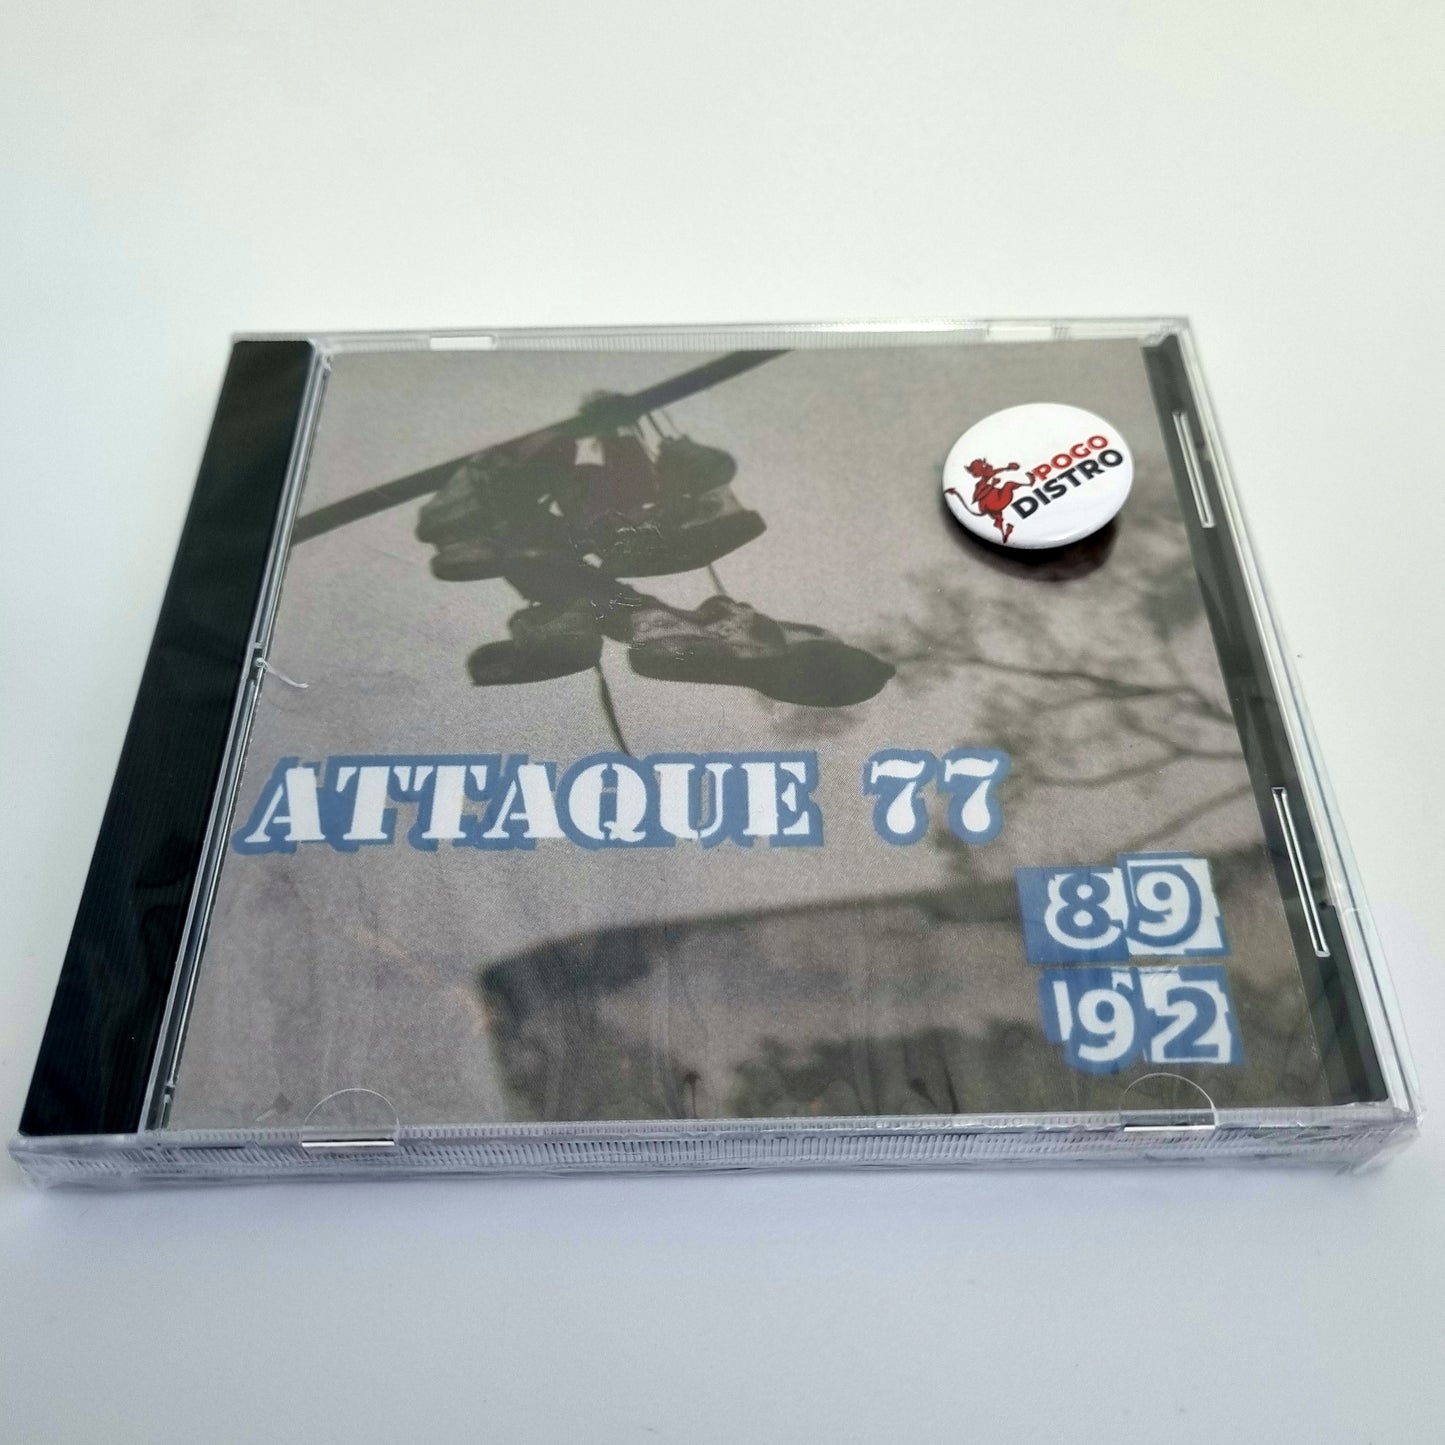 POGO
DISTRO
ATTAQUE 77
89
92